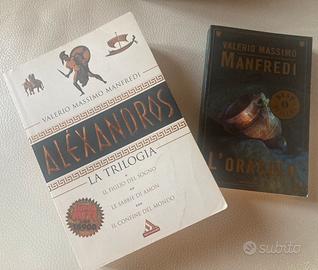 VALERIO MASSIMO MANFREDI
ALÉXANDROS
LA TRILOGIA
IL FIGLIO DEL SOGNO
LE SABBIE DI AMON
IL CONFINE DEL MONDO
VALERIO MASSIMO
MANFREDI
L'ORACOLO
subito